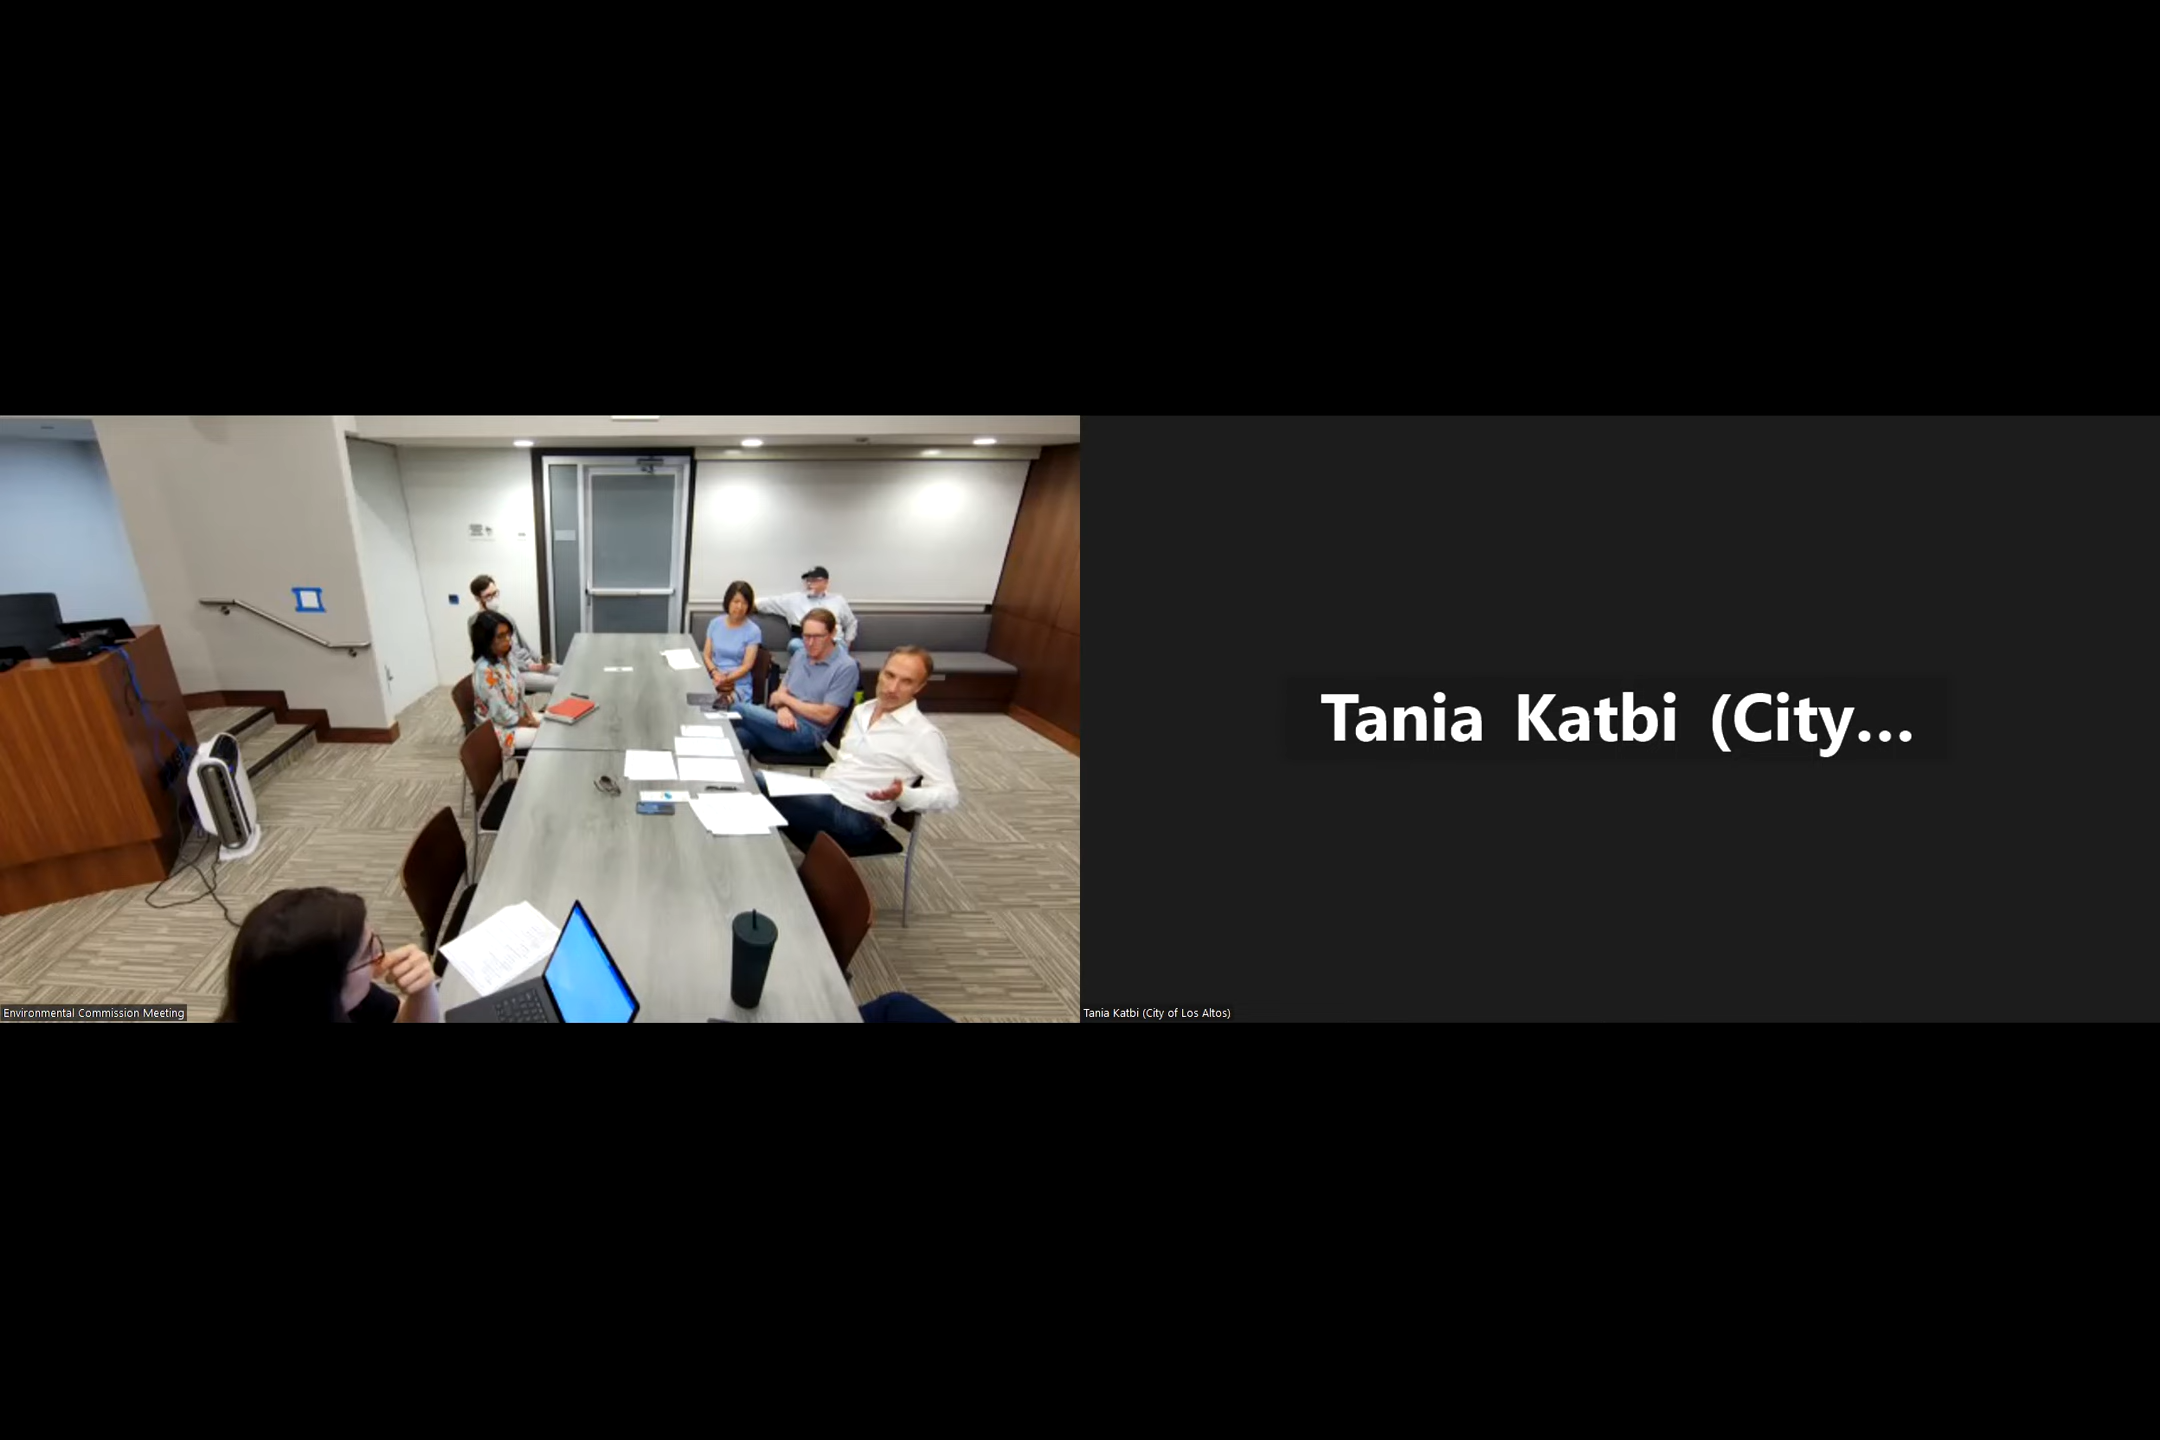 Tania Katbi (City...
Environmental Commission Meeting
Tania Katbi (City of Los Altos)